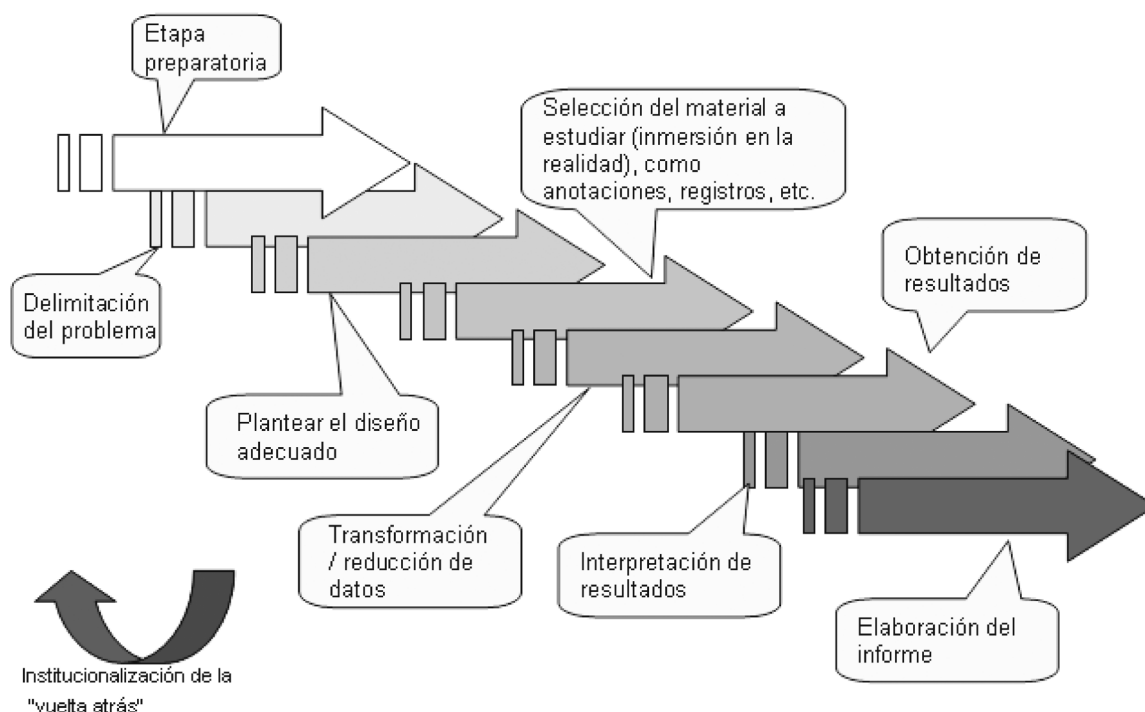 Etapa
preparatoria
Selección del material a
estudiar (inmersión en la
realidad), como
anotaciones, registros, etc.
Obtención de
resultados
Delimitación
del problema
Plantear el diseño
adecuado
Transformación
/ reducción de
datos
Interpretación de
resultados
Elaboración del
informe
Institucionalización de la
"vuelta atrás"